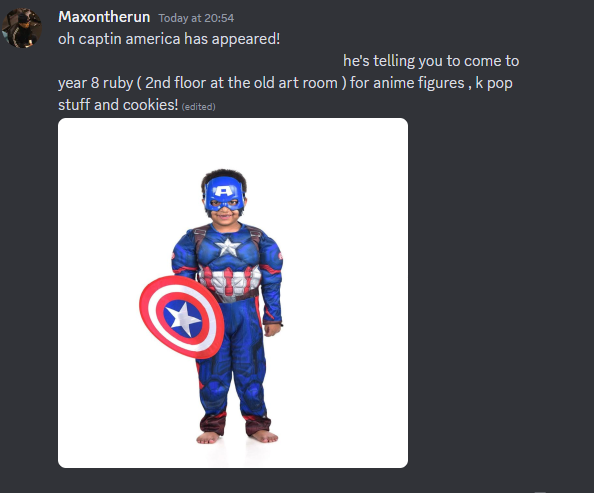 Maxontherun Today at 20:54
oh captin america has appeared!
he's telling you to come to
year 8 ruby ( 2nd floor at the old art room ) for anime figures , k pop
stuff and cookies! (edited)
A